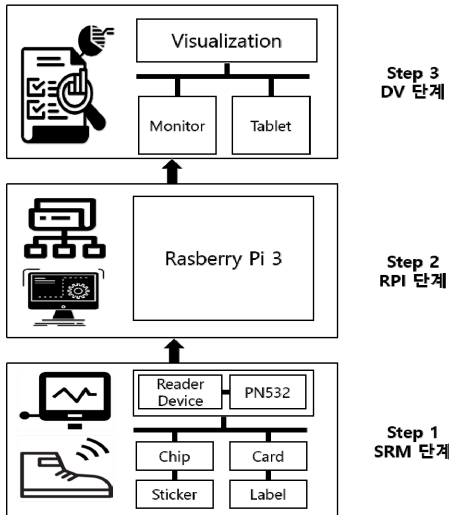 Visualization
Monitor
Tablet
Step 3
DV 단계
Rasberry Pi 3
Step 2
RPI 단계
Reader
Device
PN532
Chip
Card
Sticker
Label
Step 1
SRM 단계